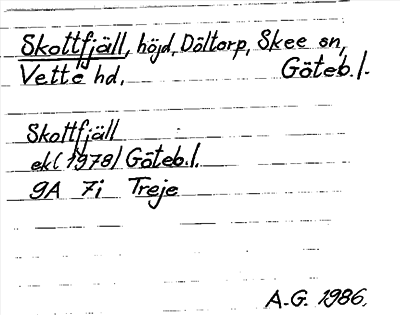 Skottfjäll, höjd, Döltorp, Skee sn,
Vette hd, Göteb. l.
Skottfjäll
ek ( 1978 ) Göteb. l.
9A 7i Treje
A.-G. 1986.